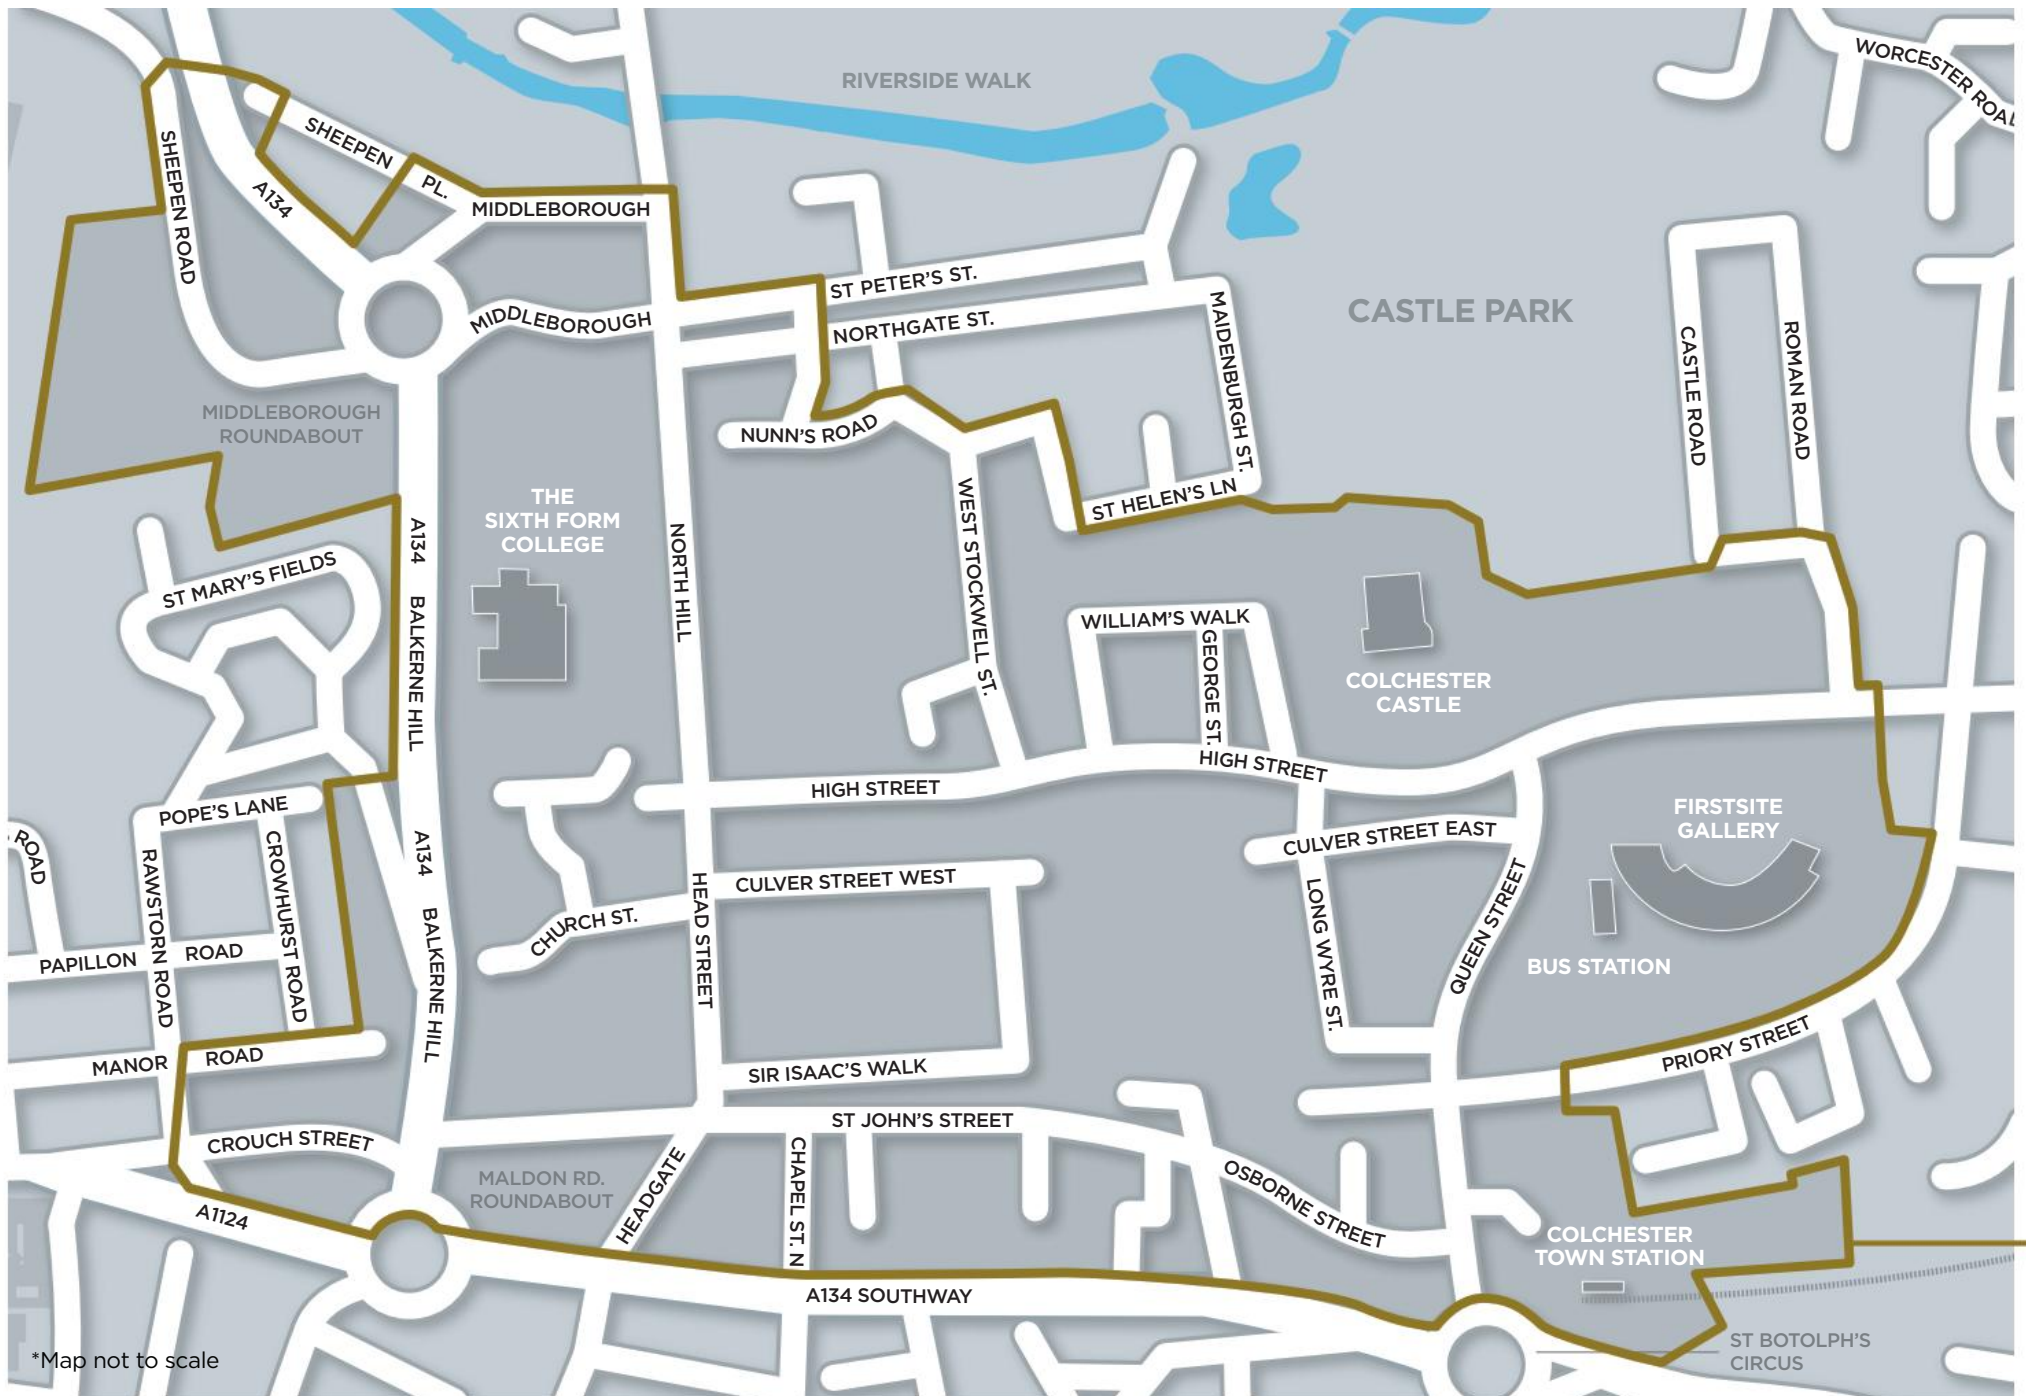 RIVERSIDE WALK
WORCESTER ROAD
SHEEPEN
PL.
SHEEPEN ROAD
A134
MIDDLEBOROUGH
ST PETER'S ST.
MIDDLEBOROUGH
NORTHGATE ST.
MAIDENBURGH ST.
CASTLE PARK
CASTLE ROAD
ROMAN ROAD
MIDDLEBOROUGH
ROUNDABOUT
NUNN'S ROAD
THE
SIXTH FORM
COLLEGE
ST HELEN'S LN
WEST STOCKWELL ST.
A134
BALKERNE HILL
NORTH HILL
ST MARY'S FIELDS
WILLIAM'S WALK
GEORGE ST.
COLCHESTER
CASTLE
HIGH STREET
HIGH STREET
POPE'S LANE
FIRSTSITE
GALLERY
CULVER STREET EAST
ROAD
RAWSTORN ROAD
CROWHURST ROAD
A134
BALKERNE HILL
CULVER STREET WEST
HEAD STREET
CHURCH ST.
LONG WYRE ST.
QUEEN STREET
BUS STATION
PAPILLON
ROAD
MANOR
ROAD
SIR ISAAC'S WALK
PRIORY STREET
ST JOHN'S STREET
CROUCH STREET
MALDON RD.
ROUNDABOUT
HEADGATE
CHAPEL ST. N
OSBORNE STREET
A1124
COLCHESTER
TOWN STATION
A134 SOUTHWAY
ST BOTOLPH'S
CIRCUS
*Map not to scale